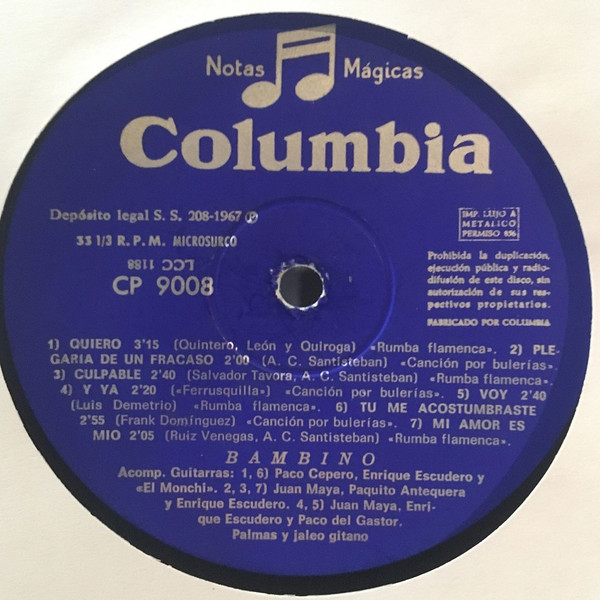 Notas Mágicas
Columbia
Depósito legal S. S. 208-1967 Ⓟ
IMP. LUJO A
METALICO
PERMISO 936
33 1/3 R. P. M. MICROSURCO
LCC 1188
CP 9008
Prohibida la duplicación,
ejecución pública y radio-
difusión de este disco, sin
autorización de sus res-
pectivos propietarios.
FABRICADO POR COLUMBIA
1) QUIERO 3'15 (Quintero, León y Quiroga) «Rumba flamenca». 2) PLE-
GARIA DE UN FRACASO 2'00 (A. C. Santisteban) «Canción por bulerías».
3) CULPABLE 2'40 (Salvador Tavora, A. C. Santisteban) «Rumba flamenca».
4) Y YA 2'20 («Ferrusquilla») «Canción por bulerías». 5) VOY 2'40
(Luis Demetrio) «Rumba flamenca». 6) TU ME ACOSTUMBRASTE
2'55 (Frank Domínguez) «Canción por bulerías». 7) MI AMOR ES
MIO 2'05 (Ruiz Venegas, A. C. Santisteban) «Rumba flamenca».
BAMBINO
Acomp. Guitarras: 1, 6) Paco Cepero, Enrique Escudero y
«El Monchi». 2, 3, 7) Juan Maya, Paquito Antequera
y Enrique Escudero. 4, 5) Juan Maya, Enri-
que Escudero y Paco del Gastor.
Palmas y jaleo gitano